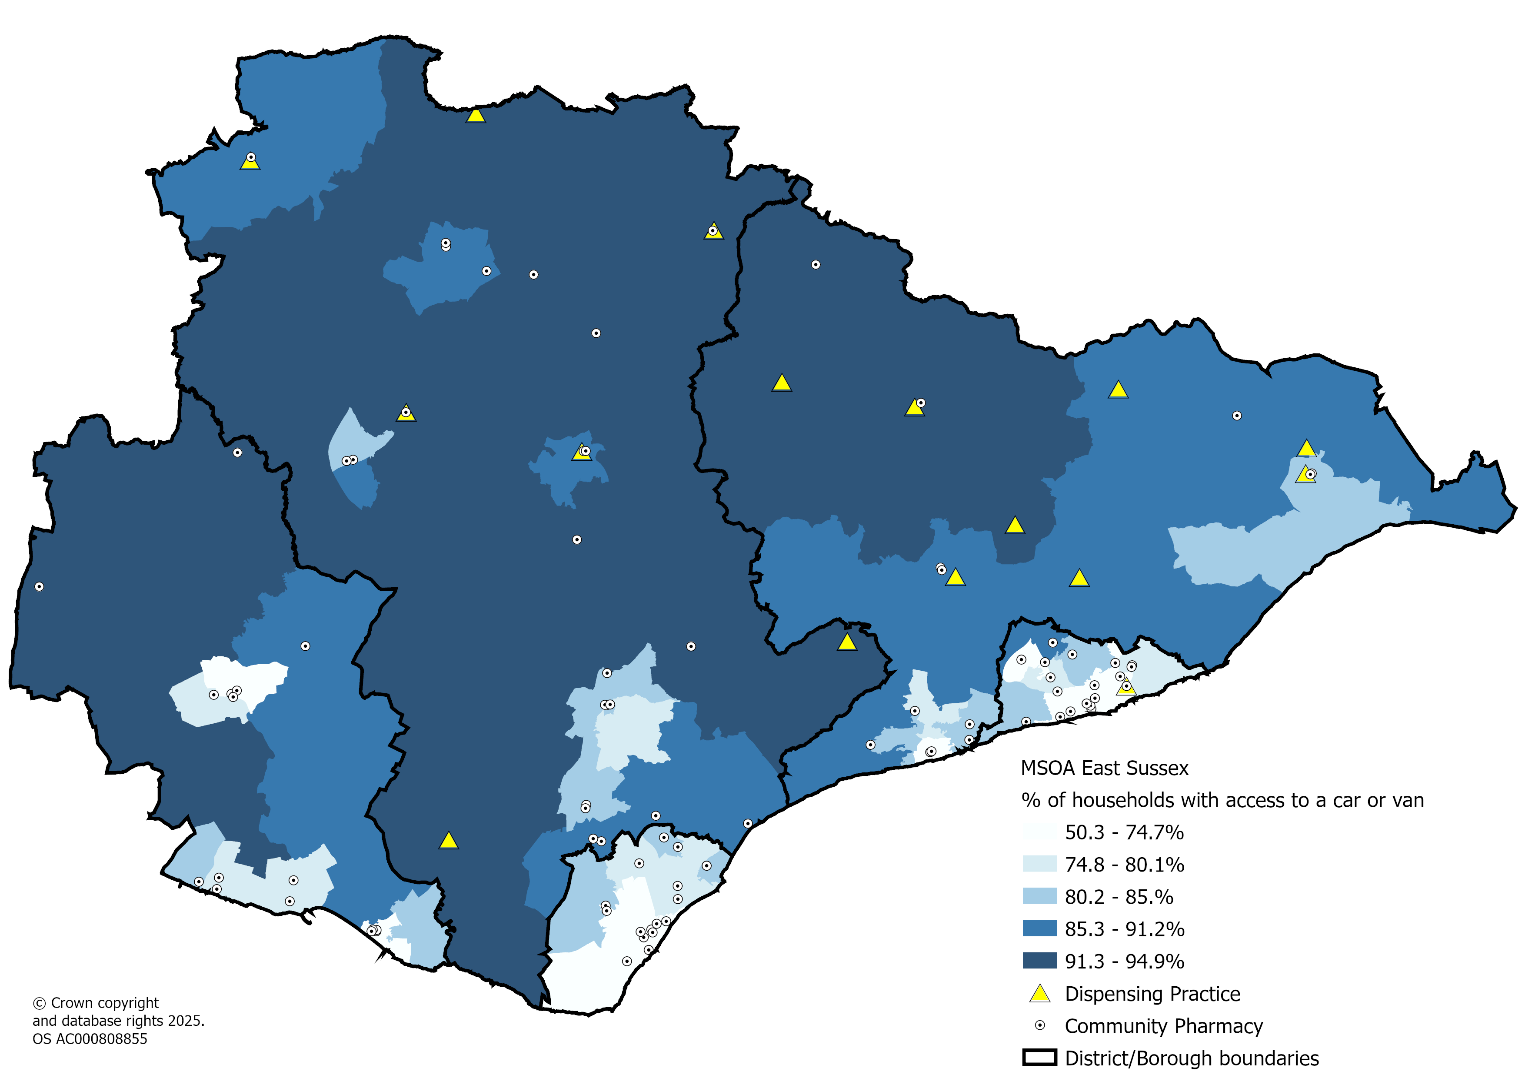 MSOA East Sussex
% of households with access to a car or van
50.3 - 74.7%
74.8 - 80.1%
80.2 - 85.%
85.3 - 91.2%
91.3 - 94.9%
Dispensing Practice
Community Pharmacy
District/Borough boundaries
© Crown copyright
and database rights 2025.
OS AC000808855